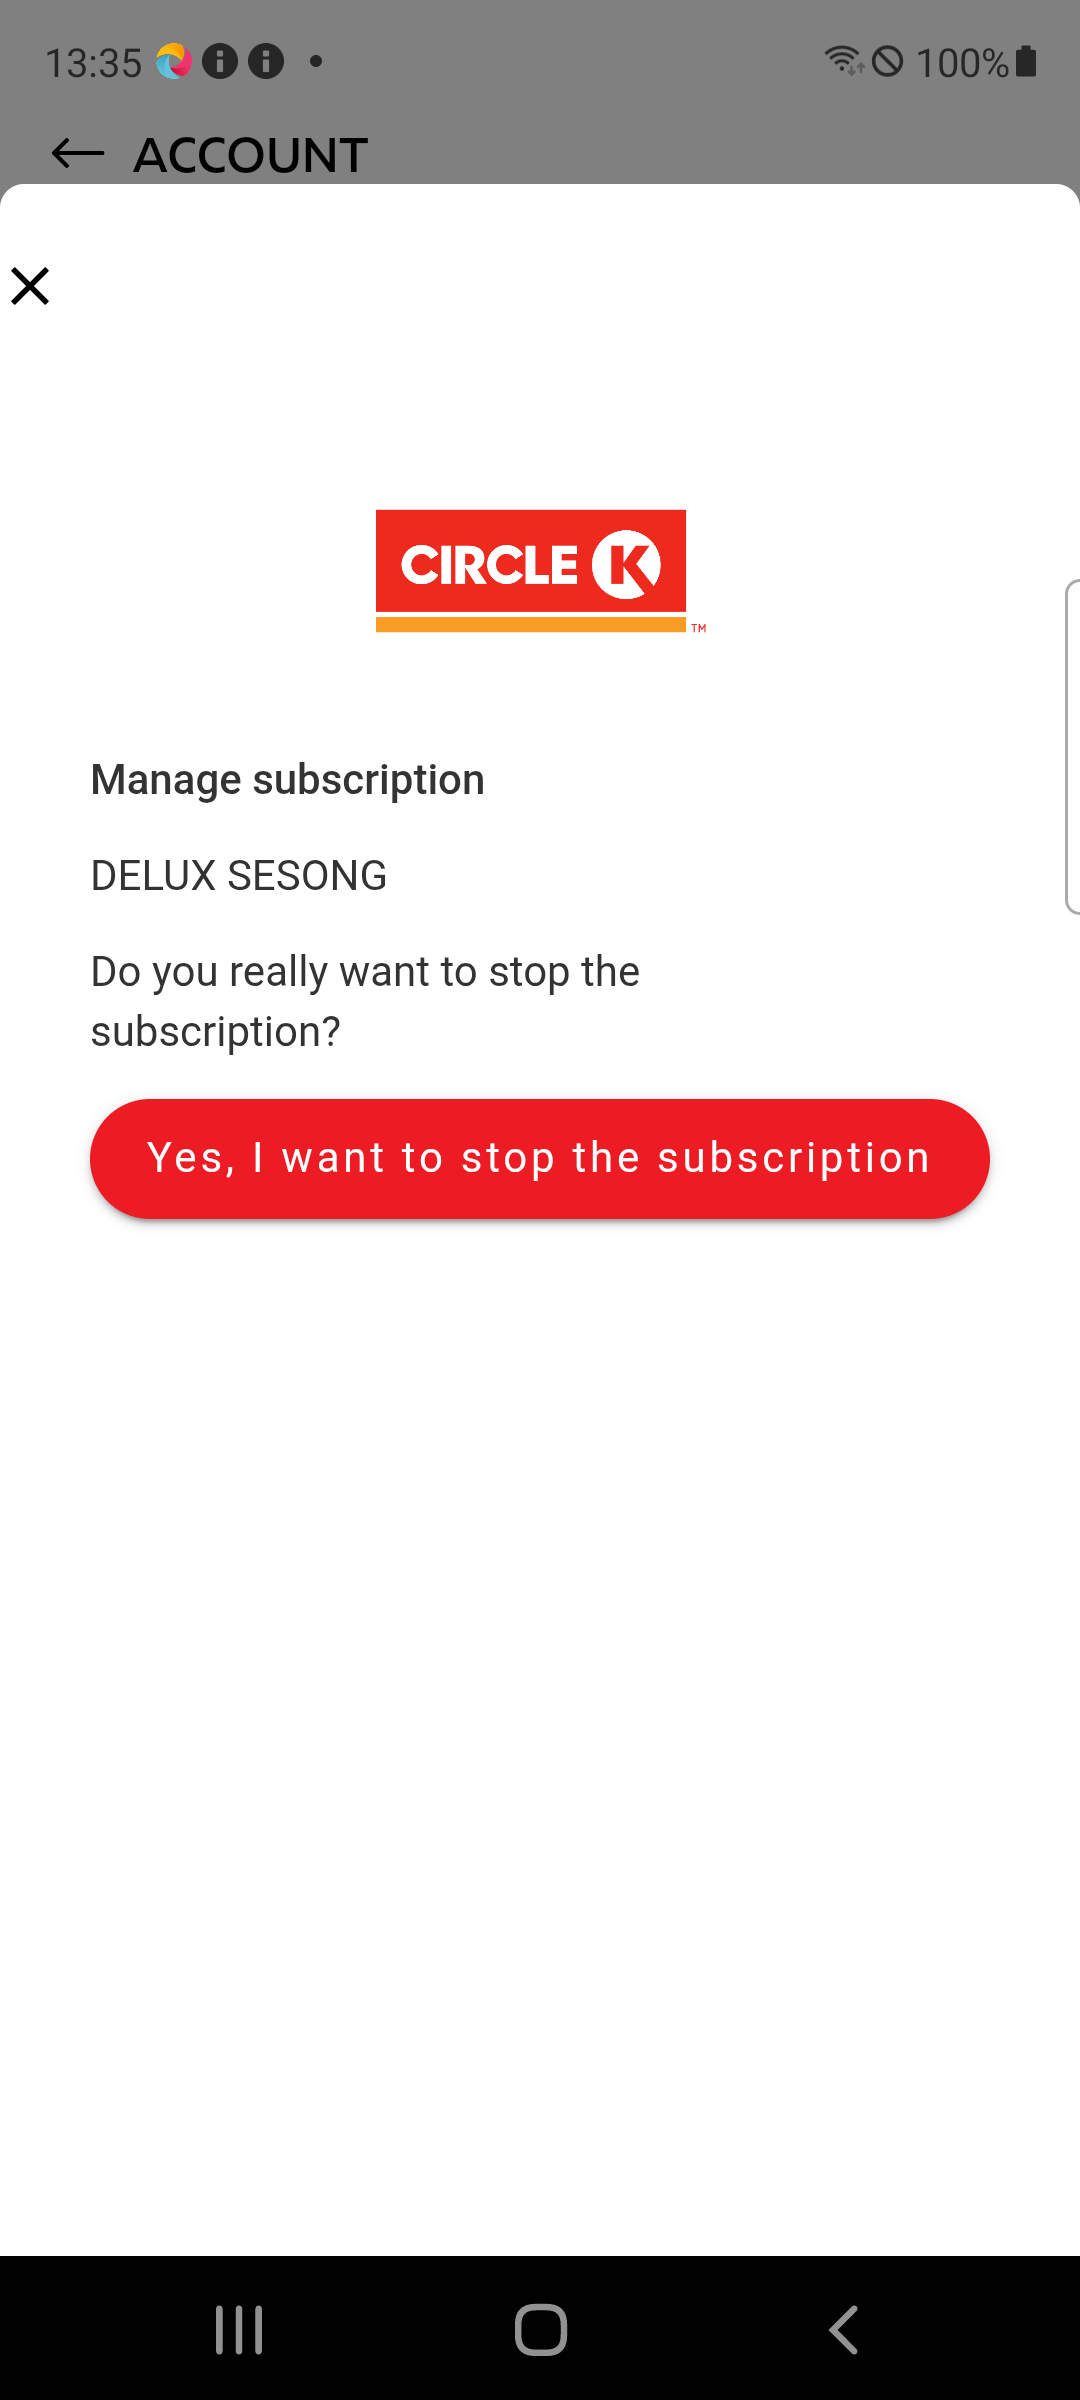 13:35
100%
ACCOUNT
CIRCLE K
TM
Manage subscription
DELUX SESONG
Do you really want to stop the
subscription?
Yes, I want to stop the subscription